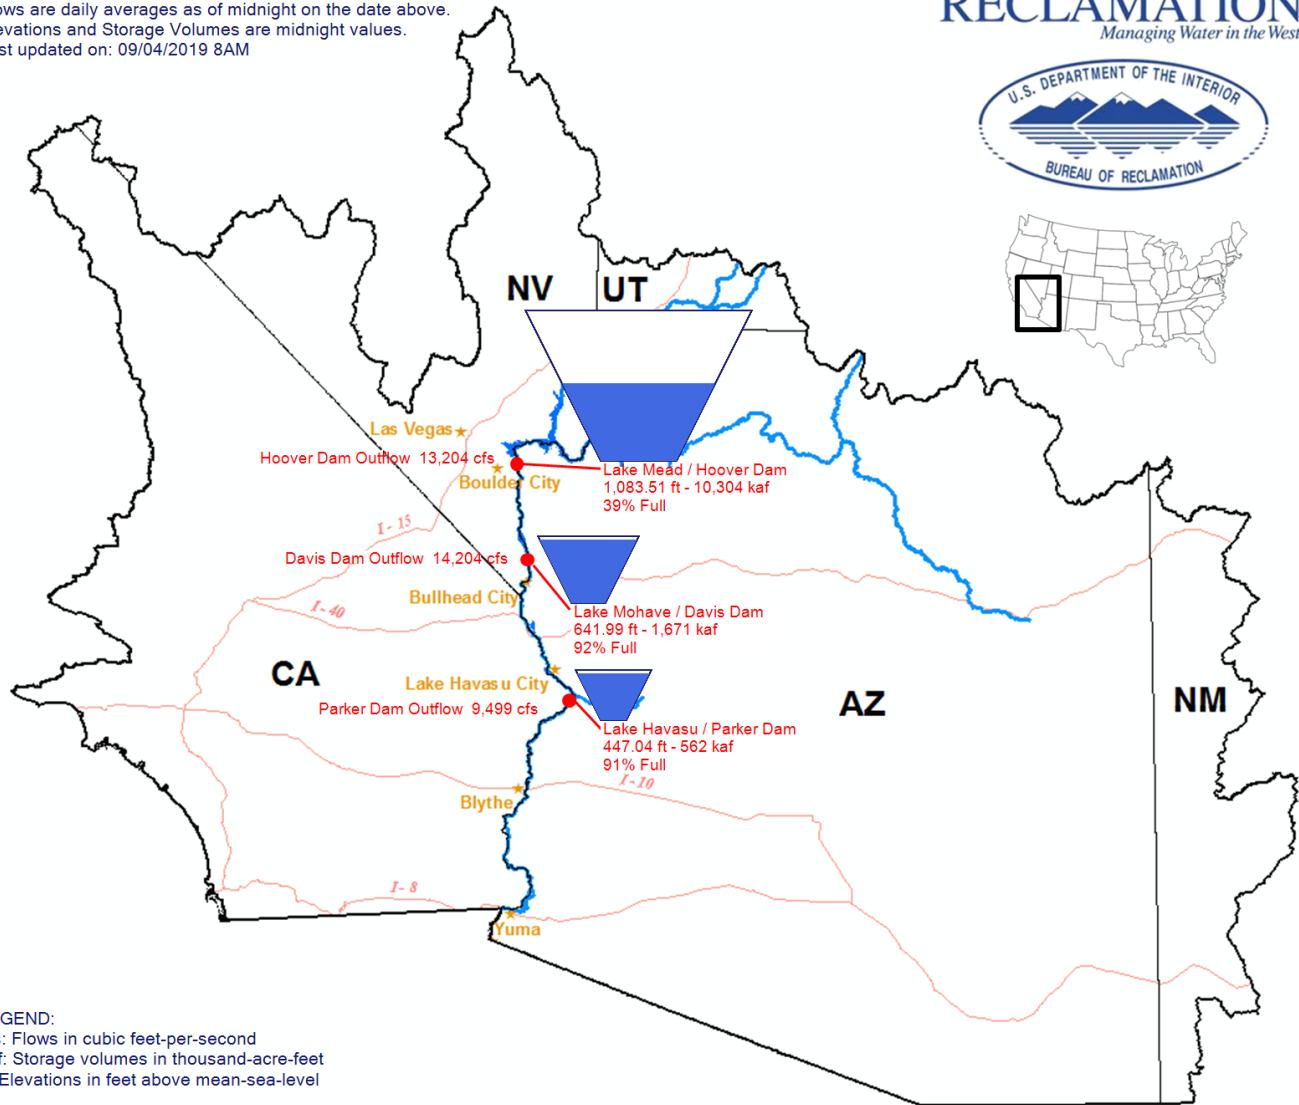 ows are daily averages as of midnight on the date above.
evations and Storage Volumes are midnight values.
st updated on: 09/04/2019 8AM
RECLAMATION
Managing Water in the West
U.S. DEPARTMENT OF THE INTERIOR
BUREAU OF RECLAMATION
NV
UT
Las Vegas
Hoover Dam Outflow 13,204 cfs
Boulder City
Lake Mead / Hoover Dam
1,083.51 ft - 10,304 kaf
39% Full
I - 15
Davis Dam Outflow 14,204 cfs
Bullhead City
I - 40
Lake Mohave / Davis Dam
641.99 ft - 1,671 kaf
92% Full
CA
Lake Havasu City
AZ
NM
Parker Dam Outflow 9,499 cfs
Lake Havasu / Parker Dam
447.04 ft - 562 kaf
91% Full
I - 10
Blythe
I - 8
Yuma
GEND:
s: Flows in cubic feet-per-second
f: Storage volumes in thousand-acre-feet
Elevations in feet above mean-sea-level